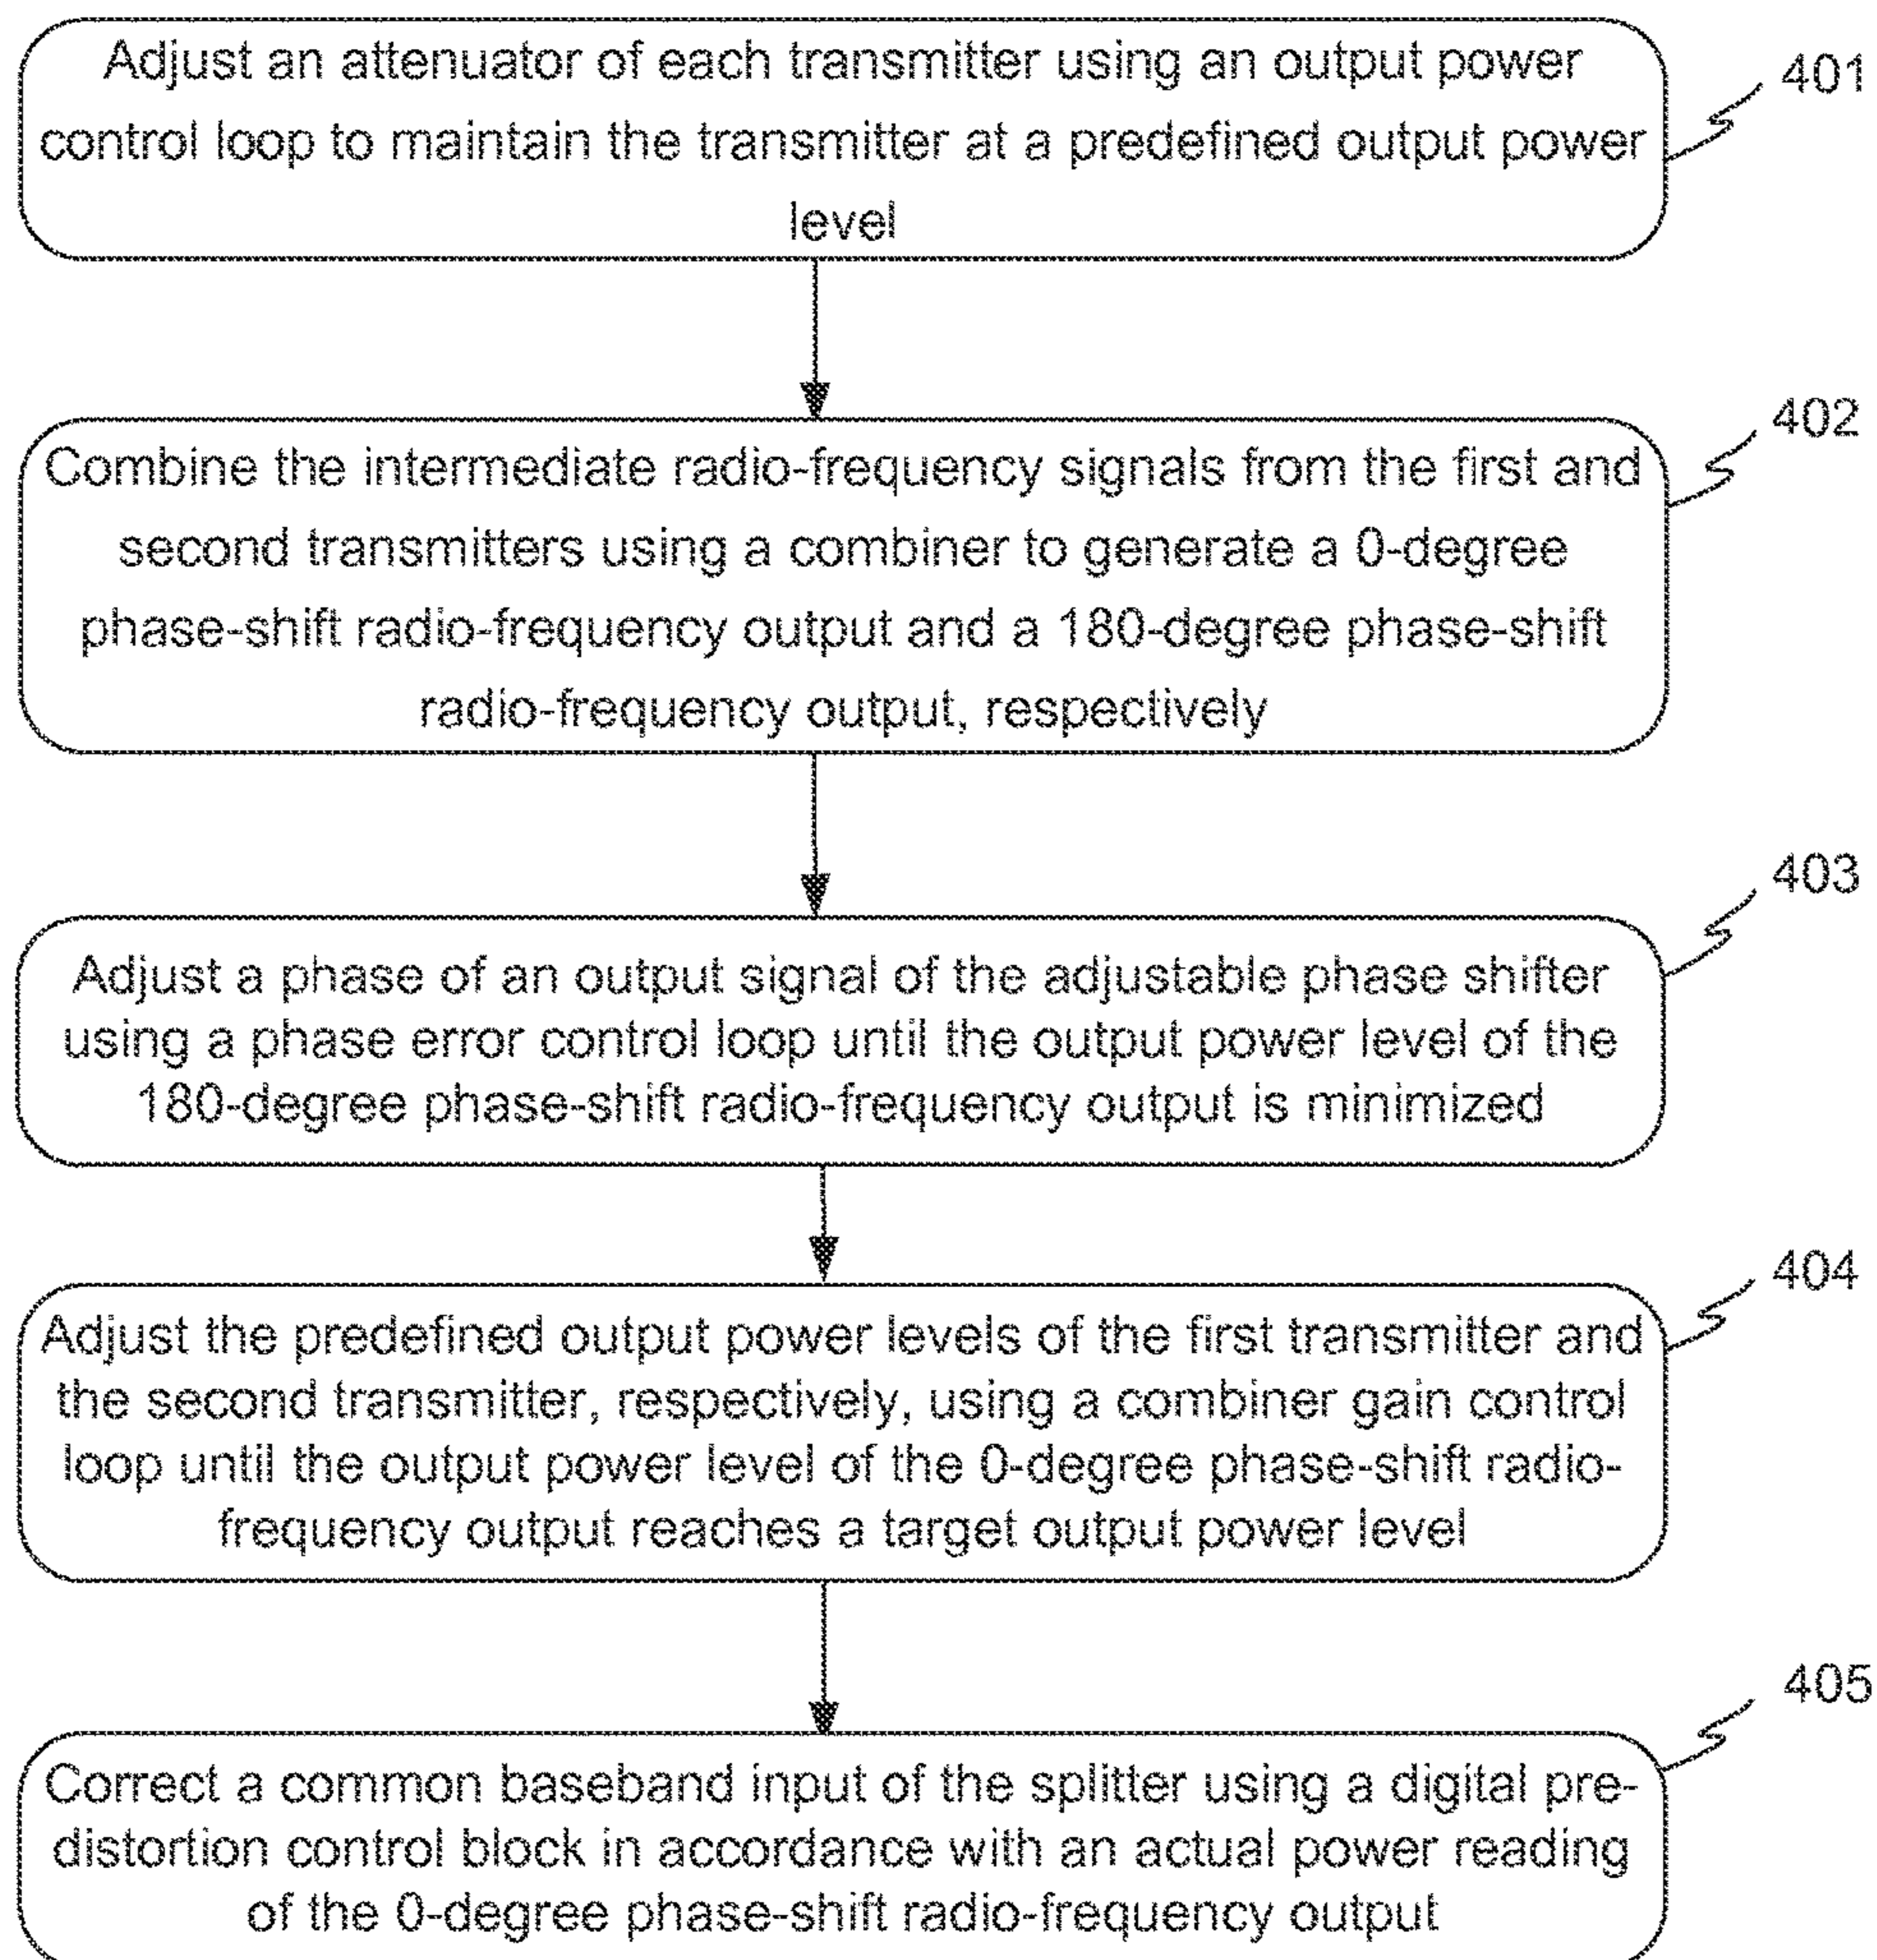 Adjust an attenuator of each transmitter using an output power
control loop to maintain the transmitter at a predefined output power
level
401
Combine the intermediate radio-frequency signals from the first and
second transmitters using a combiner to generate a 0-degree
phase-shift radio-frequency output and a 180-degree phase-shift
radio-frequency output, respectively
402
Adjust a phase of an output signal of the adjustable phase shifter
using a phase error control loop until the output power level of the
180-degree phase-shift radio-frequency output is minimized
403
Adjust the predefined output power levels of the first transmitter and
the second transmitter, respectively, using a combiner gain control
loop until the output power level of the 0-degree phase-shift radio-
frequency output reaches a target output power level
404
Correct a common baseband input of the splitter using a digital pre-
distortion control block in accordance with an actual power reading
of the 0-degree phase-shift radio-frequency output
405